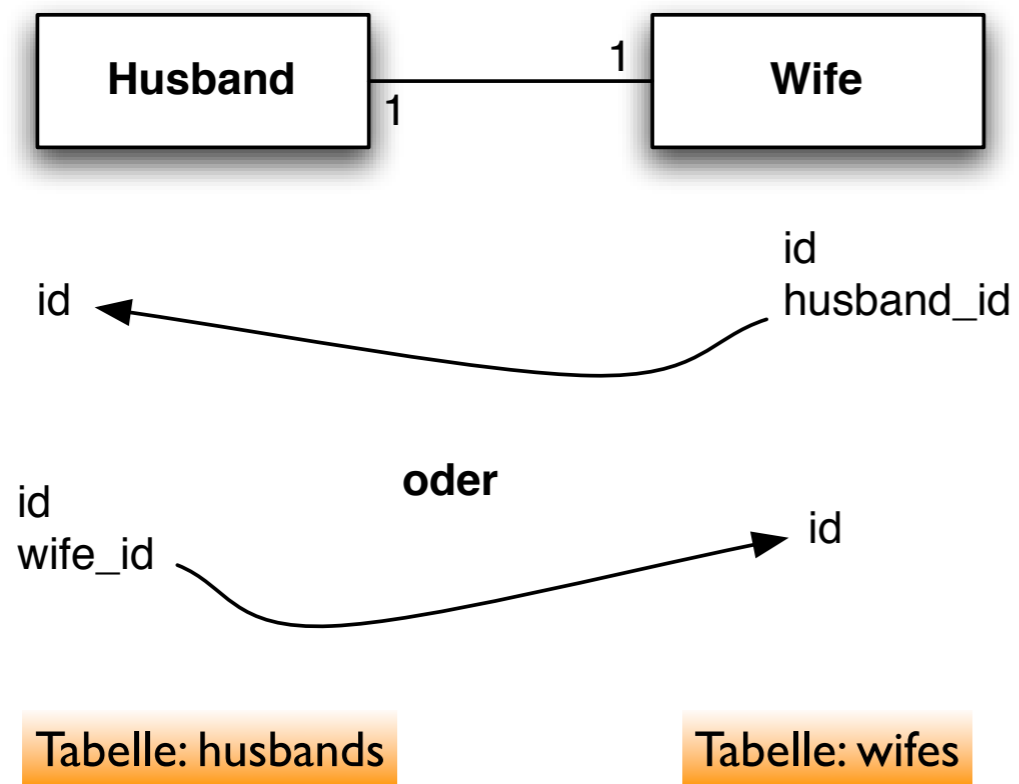 Husband
1
1
Wife
id
id
husband_id
oder
id
wife_id
id
Tabelle: husbands
Tabelle: wifes